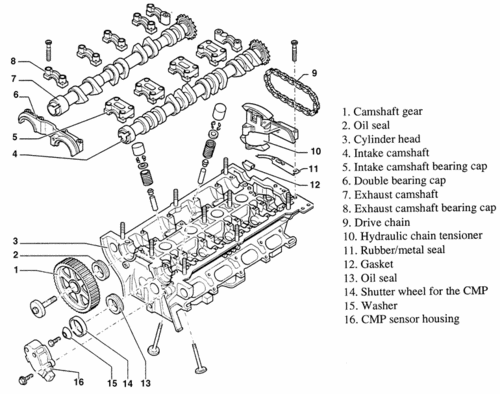 8
7
6
5
4
9
10
11
12
3
2
1
16
15
14
13
1. Camshaft gear
2. Oil seal
3. Cylinder head
4. Intake camshaft
5. Intake camshaft bearing cap
6. Double bearing cap
7. Exhaust camshaft
8. Exhaust camshaft bearing cap
9. Drive chain
10. Hydraulic chain tensioner
11. Rubber/metal seal
12. Gasket
13. Oil seal
14. Shutter wheel for the CMP
15. Washer
16. CMP sensor housing